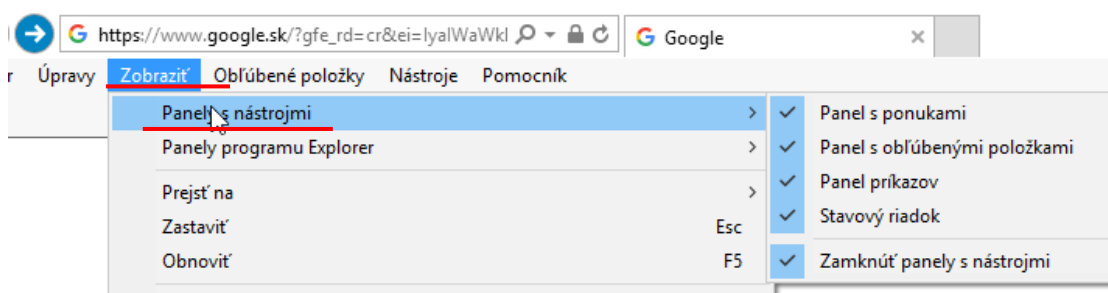 https://www.google.sk/?gfe_rd=cr&ei=IyalWaWkI
Google
r Úpravy Zobraziť Obľúbené položky Nástroje Pomocník
Panely s nástrojmi
Panely programu Explorer
Prejsť na
Zastaviť Esc
Obnoviť F5
Panel s ponukami
Panel s obľúbenými položkami
Panel príkazov
Stavový riadok
Zamknúť panely s nástrojmi